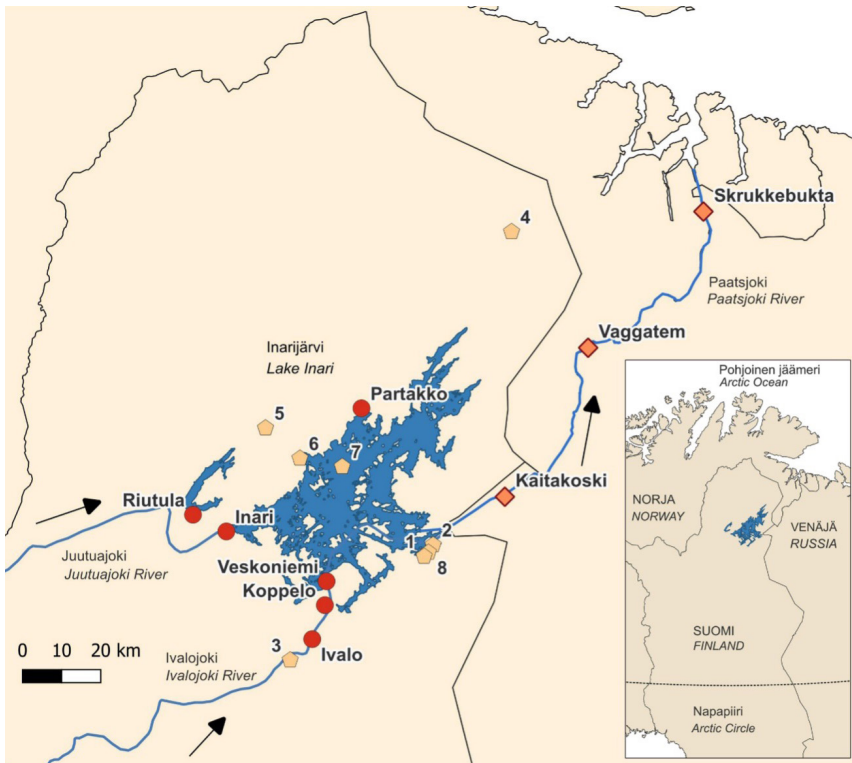 Skrukkebukta
4
Paatsjoki
Paatsjoki River
Vaggatem
Inarijärvi
Lake Inari
Partakko
5
6
7
Kaitakoski
Riutula
Inari
1
2
8
Juutuajoki
Juutuajoki River
Veskoniemi
Koppelo
Ivalo
3
Ivalojoki
Ivalojoki River
0 10 20 km
Pohjoinen jäämeri
Arctic Ocean
NORJA
NORWAY
VENÄJÄ
RUSSIA
SUOMI
FINLAND
Napapiiri
Arctic Circle